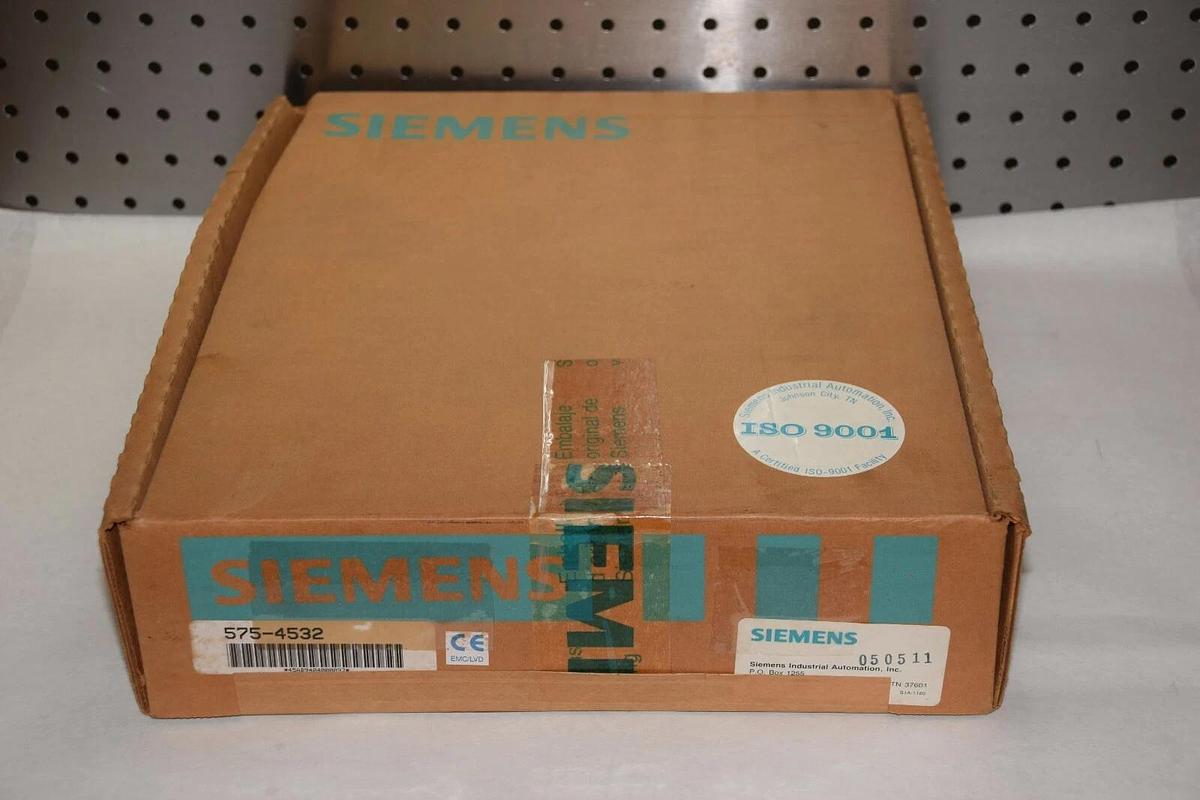 SIEMENS
Siemens Industrial Automation, Inc.
Johnson City, TN
ISO 9001
A Certified ISO-9001 Facility
Embalaje
original de
Siemens
SIEMENS
SIEM
575-4532
CE
EMC/LVD
SIEMENS
050511
Siemens Industrial Automation, Inc.
P.O. Box 1255
TN 37601